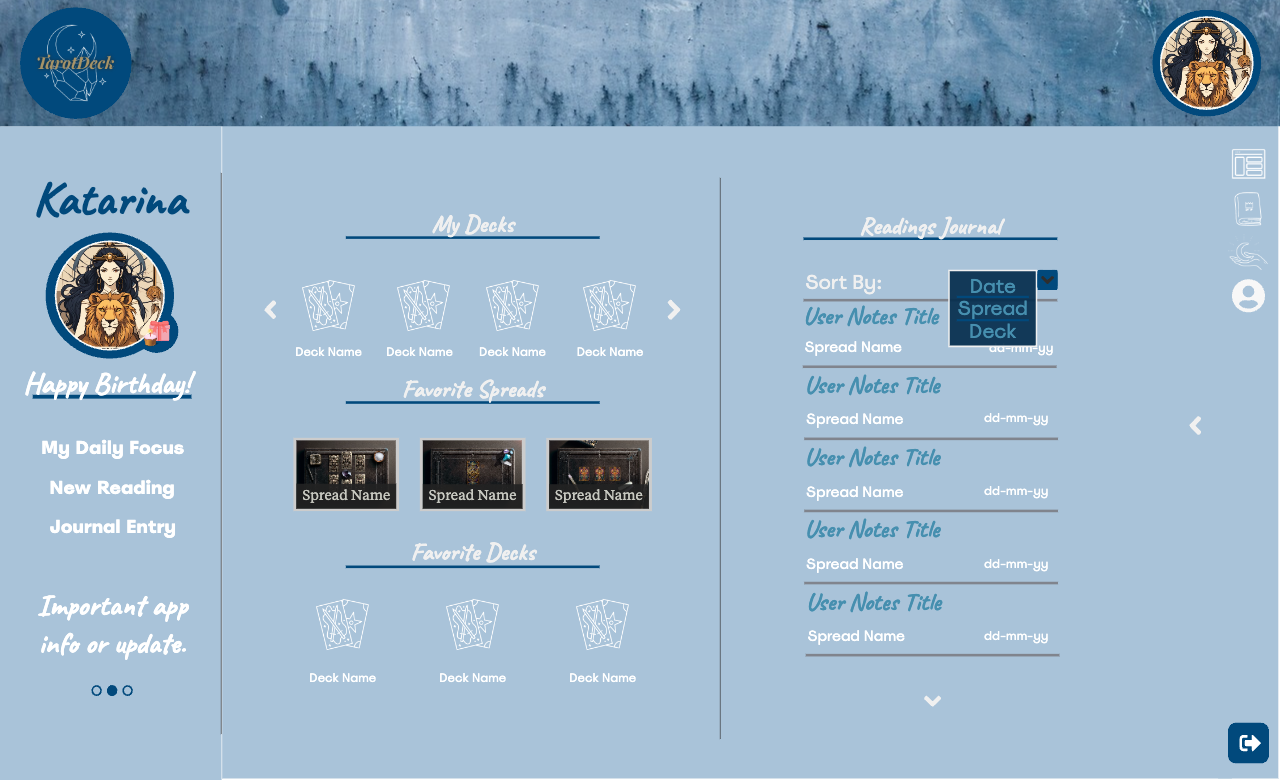 TarotDeck
Katarina
Happy Birthday!
My Daily Focus
New Reading
Journal Entry
Important app
info or update.
My Decks
Deck Name
Deck Name
Deck Name
Deck Name
Favorite Spreads
Spread Name
Spread Name
Spread Name
Favorite Decks
Deck Name
Deck Name
Deck Name
Readings Journal
Sort By:
Date
Spread
Deck
User Notes Title
Spread Name
dd-mm-yy
User Notes Title
Spread Name
dd-mm-yy
User Notes Title
Spread Name
dd-mm-yy
User Notes Title
Spread Name
dd-mm-yy
User Notes Title
Spread Name
dd-mm-yy